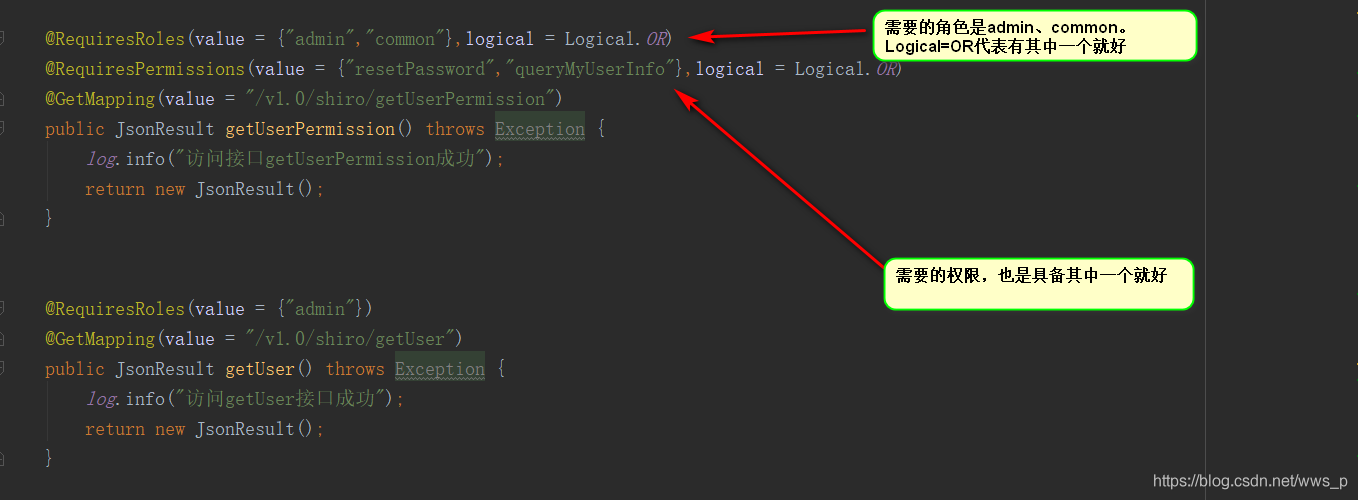 @RequiresRoles(value = {"admin","common"},logical = Logical.OR)
需要的角色是admin、common。
Logical=OR代表有其中一个就好
@RequiresPermissions(value = {"resetPassword","queryMyUserInfo"},logical = Logical.OR)
@GetMapping(value = "/v1.0/shiro/getUserPermission")
public JsonResult getUserPermission() throws Exception {
log.info("访问接口getUserPermission成功");
return new JsonResult();
}
需要的权限，也是具备其中一个就好
@RequiresRoles(value = {"admin"})
@GetMapping(value = "/v1.0/shiro/getUser")
public JsonResult getUser() throws Exception {
log.info("访问getUser接口成功");
return new JsonResult();
}
https://blog.csdn.net/wws_p